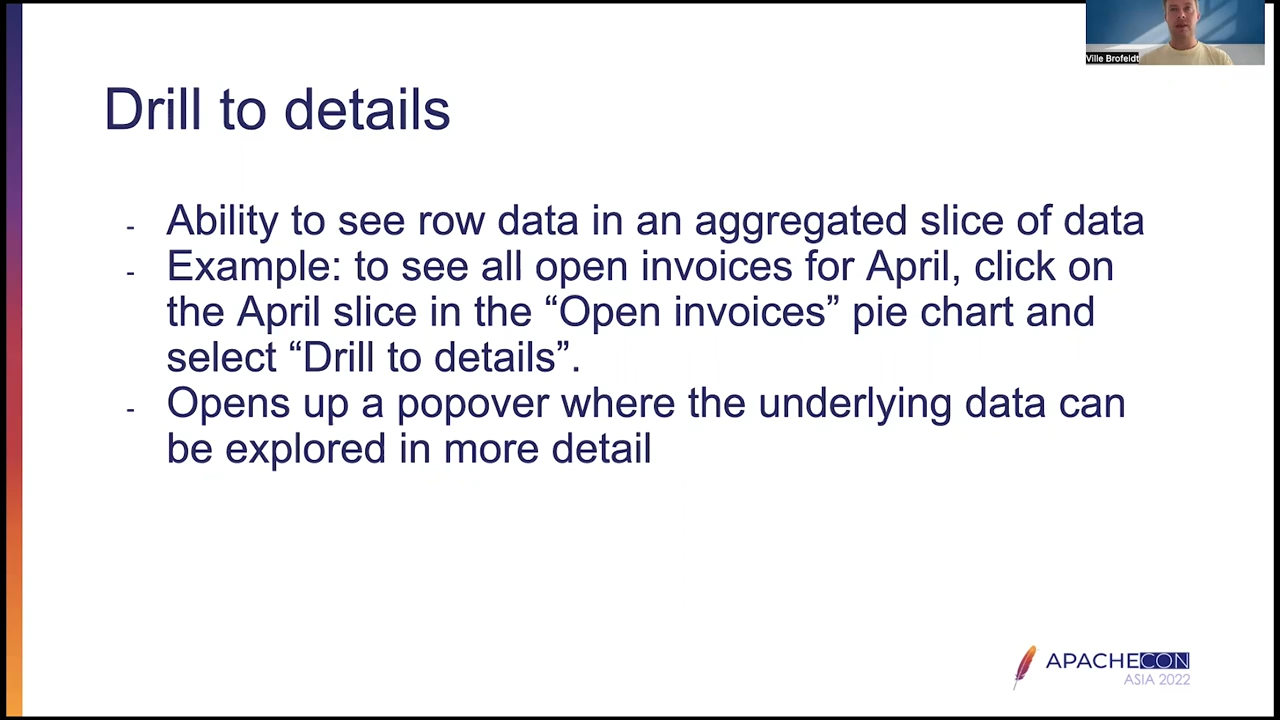 Ville Brofeldt
Drill to details
- Ability to see row data in an aggregated slice of data
- Example: to see all open invoices for April, click on
the April slice in the “Open invoices” pie chart and
select “Drill to details”.
- Opens up a popover where the underlying data can
be explored in more detail
APACHECON
ASIA 2022